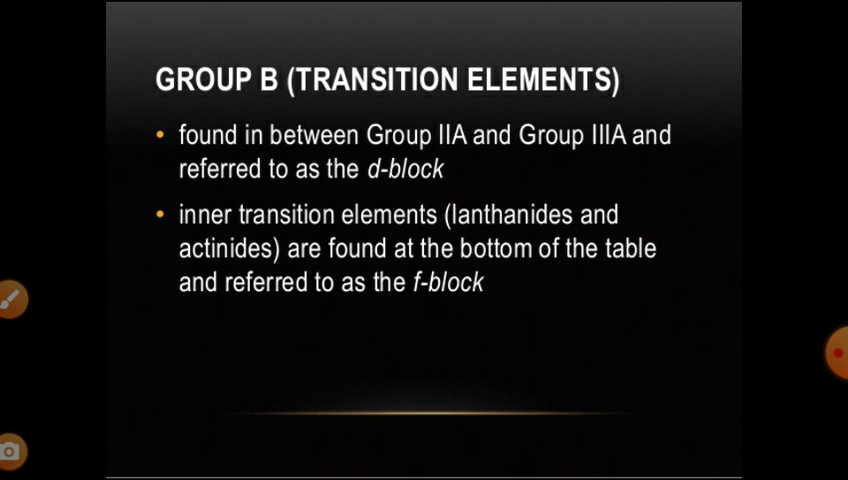 GROUP B (TRANSITION ELEMENTS)
• found in between Group IIA and Group IIIA and
referred to as the d-block
• inner transition elements (lanthanides and
actinides) are found at the bottom of the table
and referred to as the f-block